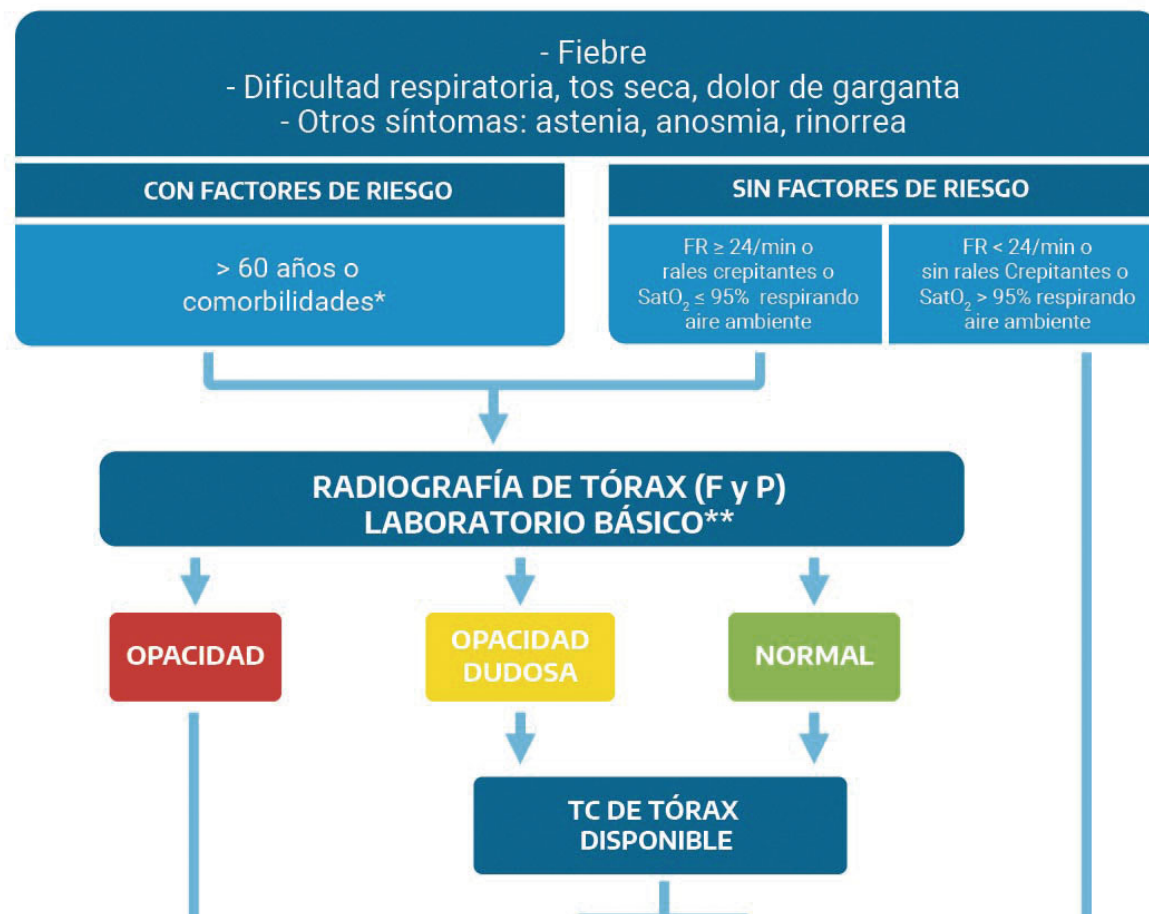 - Fiebre
- Dificultad respiratoria, tos seca, dolor de garganta
- Otros síntomas: astenia, anosmia, rinorrea
CON FACTORES DE RIESGO
SIN FACTORES DE RIESGO
> 60 años o
comorbilidades*
FR ≥ 24/min o
rales crepitantes o
SatO₂ ≤ 95% respirando
aire ambiente
FR < 24/min o
sin rales Crepitantes o
SatO₂ > 95% respirando
aire ambiente
RADIOGRAFÍA DE TÓRAX (F y P)
LABORATORIO BÁSICO**
OPACIDAD
OPACIDAD
DUDOSA
NORMAL
TC DE TÓRAX
DISPONIBLE